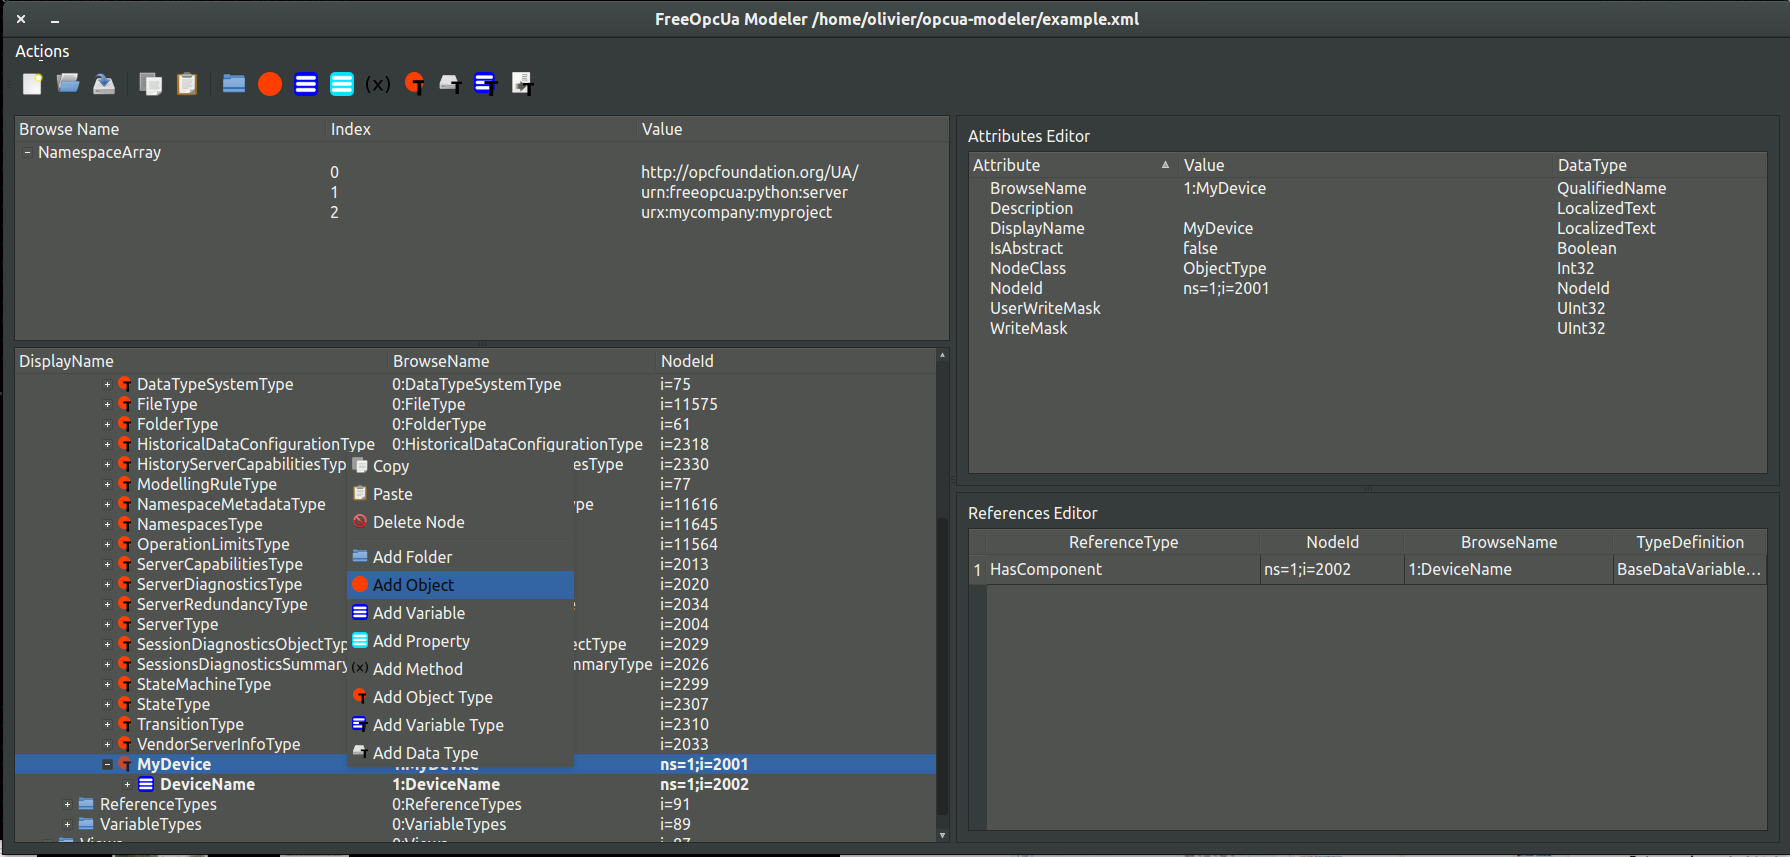 FreeOpcUa Modeler /home/olivier/opcua-modeler/example.xml
Actions
Browse Name Index Value
NamespaceArray
0 http://opcfoundation.org/UA/
1 urn:freeopcua:python:server
2 urx:mycompany:myproject
DisplayName BrowseName NodeId
DataTypeSystemType 0:DataTypeSystemType i=75
FileType 0:FileType i=11575
FolderType 0:FolderType i=61
HistoricalDataConfigurationType 0:HistoricalDataConfigurationType i=2318
HistoryServerCapabilitiesTyp esType i=2330
ModellingRuleType i=77
NamespaceMetadataType pe i=11616
NamespacesType i=11645
OperationLimitsType i=11564
ServerCapabilitiesType i=2013
ServerDiagnosticsType i=2020
ServerRedundancyType i=2034
ServerType i=2004
SessionDiagnosticsObjectTyp ectType i=2029
SessionsDiagnosticsSummary mmaryType i=2026
StateMachineType i=2299
StateType i=2307
TransitionType i=2310
VendorServerInfoType i=2033
MyDevice 1:MyDevice ns=1;i=2001
DeviceName 1:DeviceName ns=1;i=2002
ReferenceTypes 0:ReferenceTypes i=91
VariableTypes 0:VariableTypes i=89
Views 0:Views i=87
Copy
Paste
Delete Node
Add Folder
Add Object
Add Variable
Add Property
(x) Add Method
Add Object Type
Add Variable Type
Add Data Type
Attributes Editor
Attribute Value DataType
BrowseName 1:MyDevice QualifiedName
Description LocalizedText
DisplayName MyDevice LocalizedText
IsAbstract false Boolean
NodeClass ObjectType Int32
NodeId ns=1;i=2001 NodeId
UserWriteMask UInt32
WriteMask UInt32
References Editor
ReferenceType NodeId BrowseName TypeDefinition
1 HasComponent ns=1;i=2002 1:DeviceName BaseDataVariable...